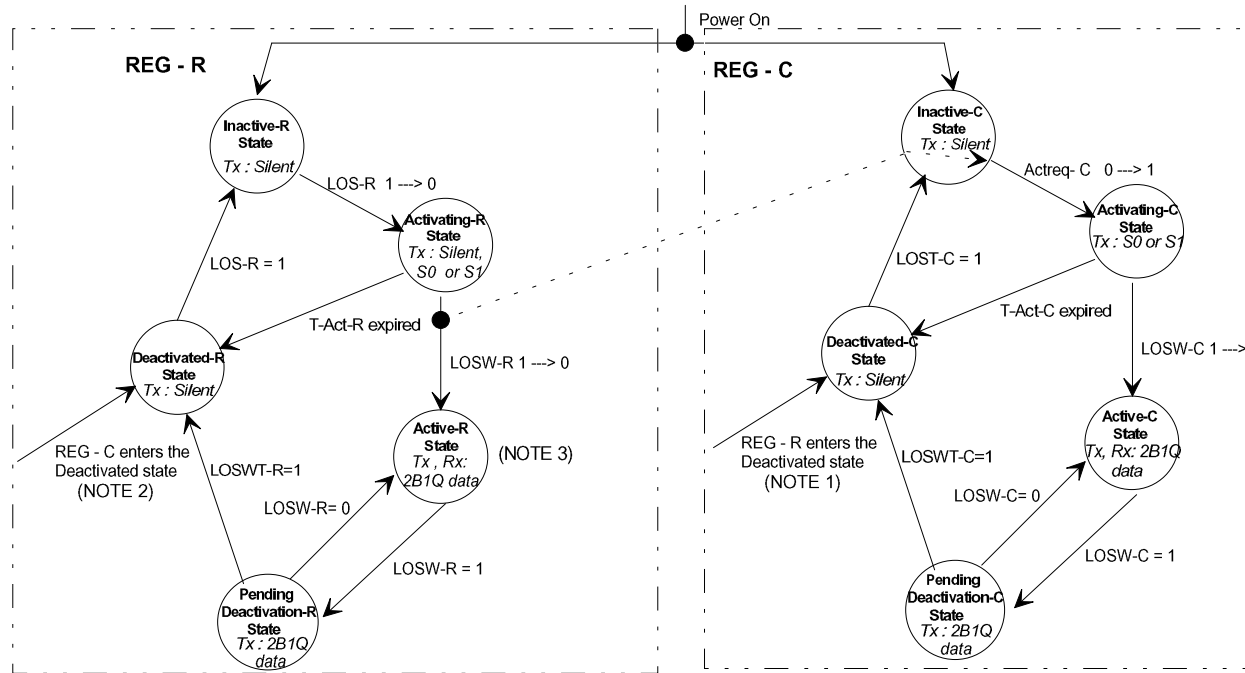 Power On
REG - R
Inactive-R
State
Tx : Silent
LOS-R 1 ---> 0
Activating-R
State
Tx : Silent,
S0 or S1
LOS-R = 1
T-Act-R expired
Deactivated-R
State
Tx : Silent
LOSW-R 1 ---> 0
REG - C enters the
Deactivated state
(NOTE 2)
LOSWT-R=1
Active-R
State
Tx , Rx:
2B1Q data
(NOTE 3)
LOSW-R= 0
LOSW-R = 1
Pending
Deactivation-R
State
Tx : 2B1Q
data
REG - C
Inactive-C
State
Tx : Silent
Actreq- C 0 ---> 1
Activating-C
State
Tx : S0 or S1
LOST-C = 1
T-Act-C expired
Deactivated-C
State
Tx : Silent
LOSW-C 1 --->
REG - R enters the
Deactivated state
(NOTE 1)
LOSWT-C=1
Active-C
State
Tx, Rx: 2B1Q
data
LOSW-C= 0
LOSW-C = 1
Pending
Deactivation-C
State
Tx : 2B1Q
data